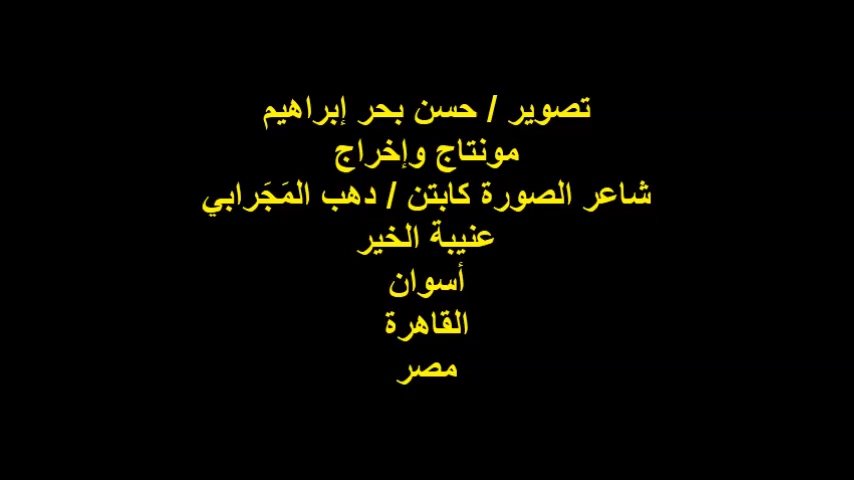 تصوير / حسن بحر إبراهيم
مونتاج وإخراج
شاعر الصورة كابتن / دهب المَجَرابي
عنيبة الخير
أسوان
القاهرة
مصر